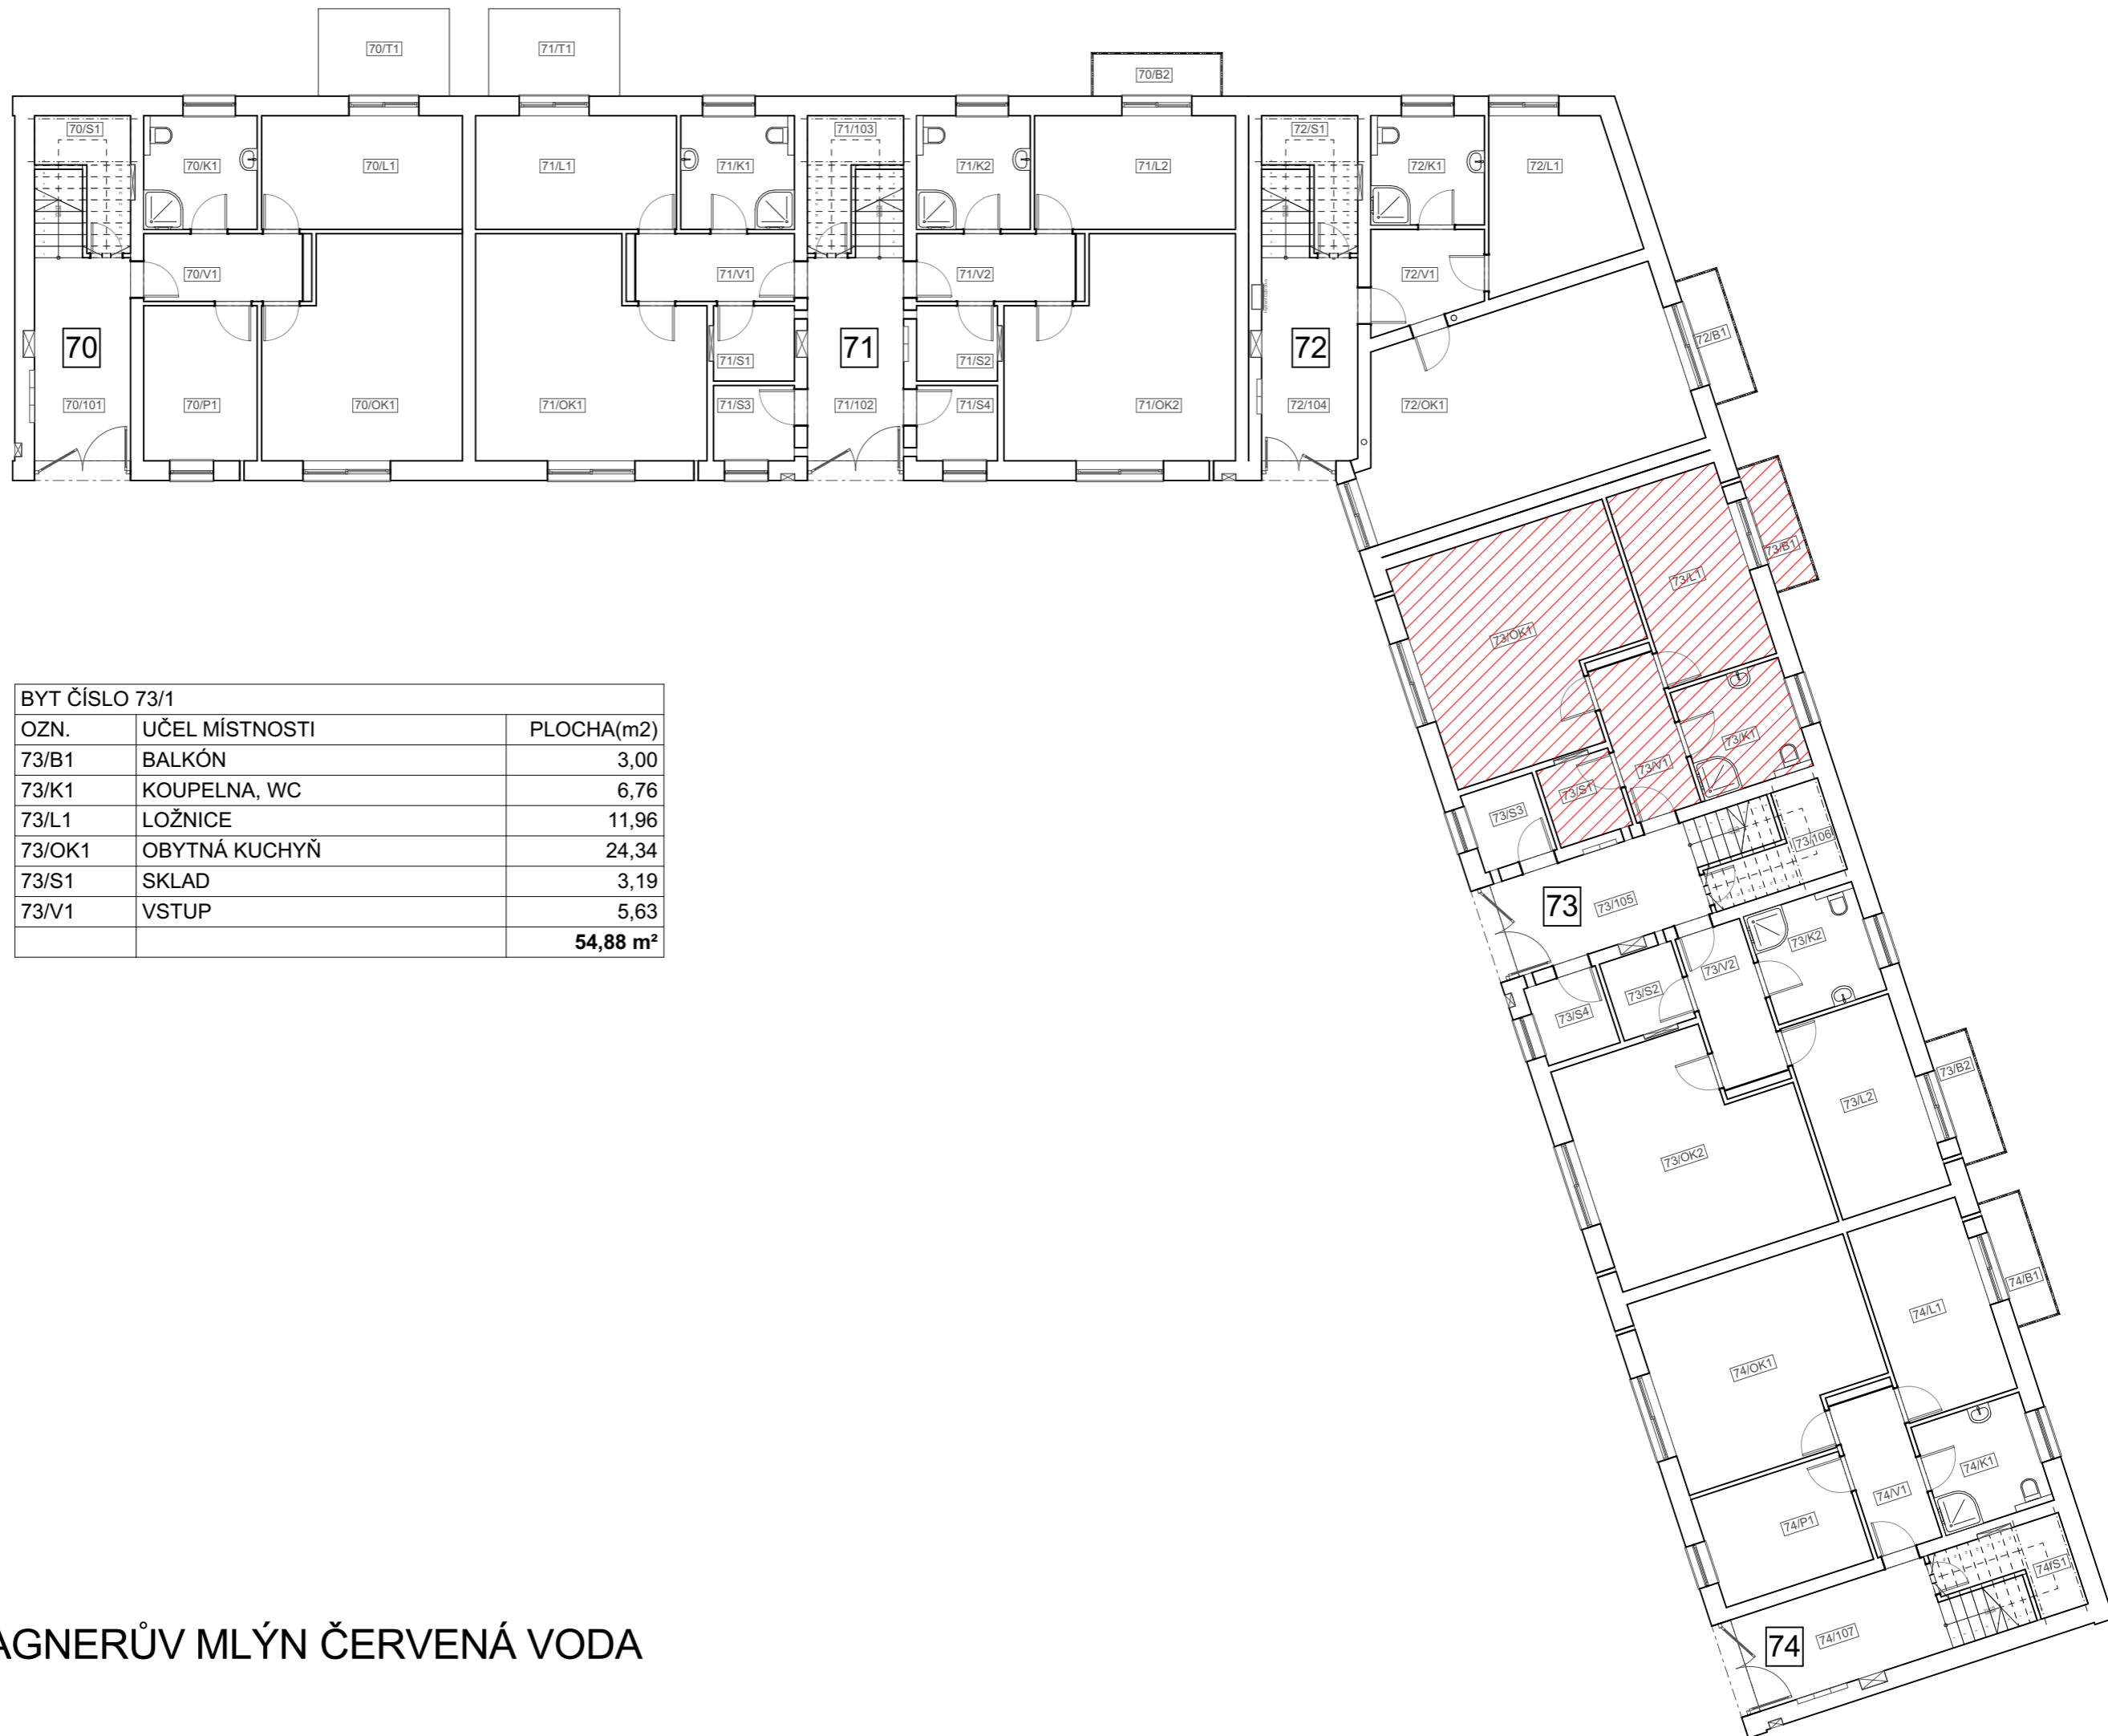 70/T1
71/T1
70/B2
70/S1
70/K1
70/L1
71/L1
71/K1
71/103
71/K2
71/L2
72/S1
72/K1
72/L1
70/V1
71/V1
71/V2
72/V1
72/B1
70
71
72
71/S1
71/S2
70/101
70/P1
70/OK1
71/OK1
71/S3
71/102
71/S4
71/OK2
72/104
72/OK1
73/B1
73/L1
73/OK1
73/K1
73/V1
73/S1
73/S3
73/106
73
73/105
73/K2
73/V2
73/S2
73/S4
73/B2
73/L2
73/OK2
74/B1
74/L1
74/OK1
74/K1
74/V1
74/P1
74/S1
74
74/107
BYT ČÍSLO 73/1
OZN. UČEL MÍSTNOSTI PLOCHA(m2)
73/B1 BALKÓN 3,00
73/K1 KOUPELNA, WC 6,76
73/L1 LOŽNICE 11,96
73/OK1 OBYTNÁ KUCHYŇ 24,34
73/S1 SKLAD 3,19
73/V1 VSTUP 5,63
54,88 m²
AGNERŮV MLÝN ČERVENÁ VODA